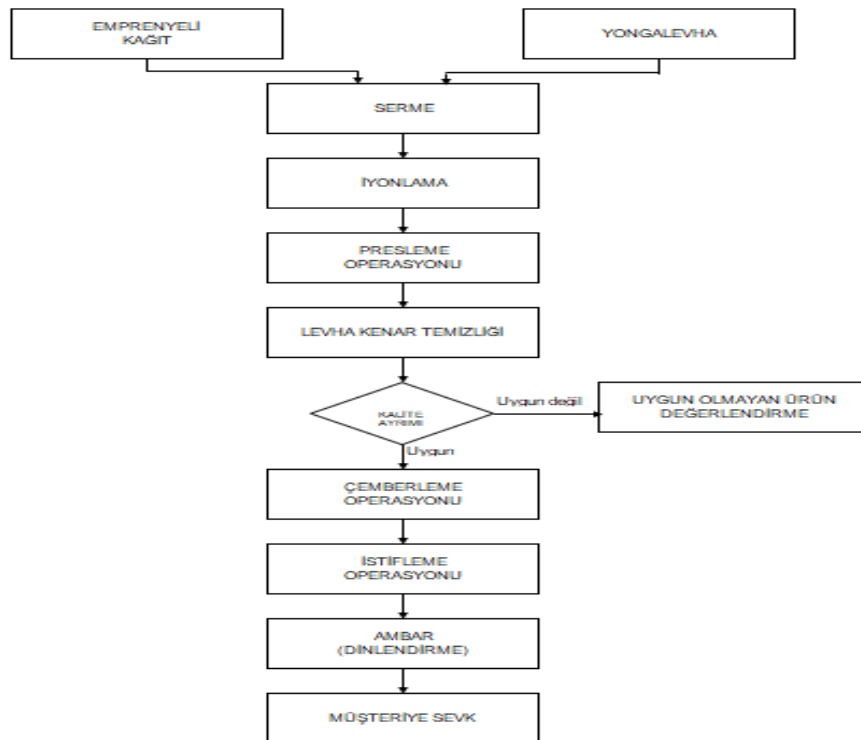 EMPRENYELİ
KAĞIT
YONGALEVHA
SERME
İYONLAMA
PRESLEME
OPERASYONU
LEVHA KENAR TEMİZLİĞİ
KALİTE
AYRIMI
Uygun değil
UYGUN OLMAYAN ÜRÜN
DEĞERLENDİRME
Uygun
ÇEMBERLEME
OPERASYONU
İSTİFLEME
OPERASYONU
AMBAR
(DİNLENDİRME)
MÜŞTERİYE SEVK